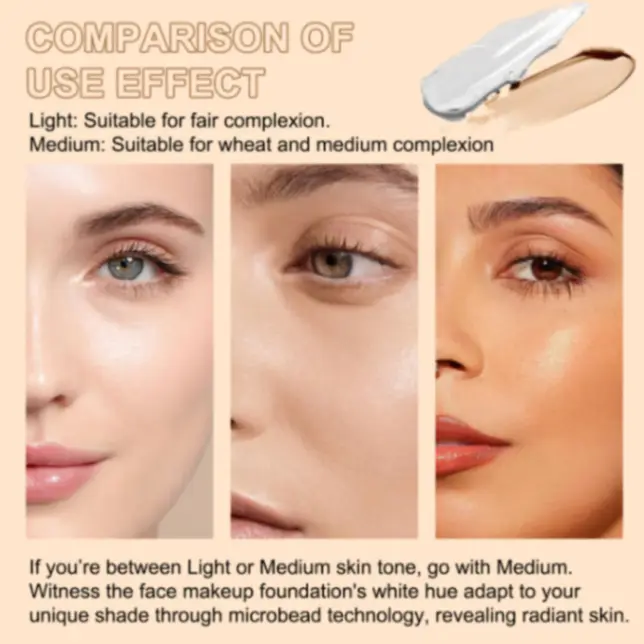 COMPARISON OF
USE EFFECT
Light: Suitable for fair complexion.
Medium: Suitable for wheat and medium complexion
If you're between Light or Medium skin tone, go with Medium.
Witness the face makeup foundation's white hue adapt to your
unique shade through microbead technology, revealing radiant skin.